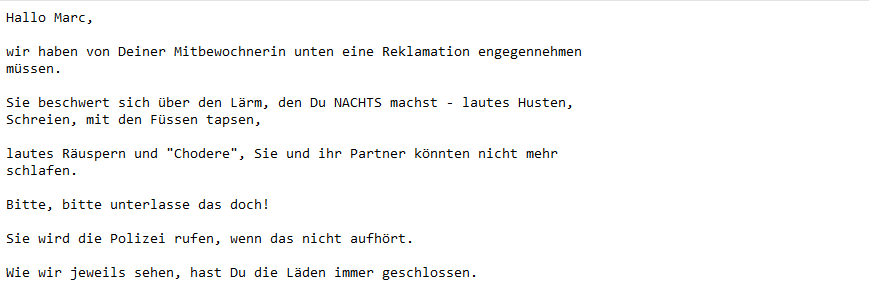 Hallo Marc,
wir haben von Deiner Mitbewochnerin unten eine Reklamation engegennehmen
müssen.
Sie beschwert sich über den Lärm, den Du NACHTS machst - lautes Husten,
Schreien, mit den Füssen tapsen,
lautes Räuspern und "Chodere", Sie und ihr Partner könnten nicht mehr
schlafen.
Bitte, bitte unterlasse das doch!
Sie wird die Polizei rufen, wenn das nicht aufhört.
Wie wir jeweils sehen, hast Du die Läden immer geschlossen.